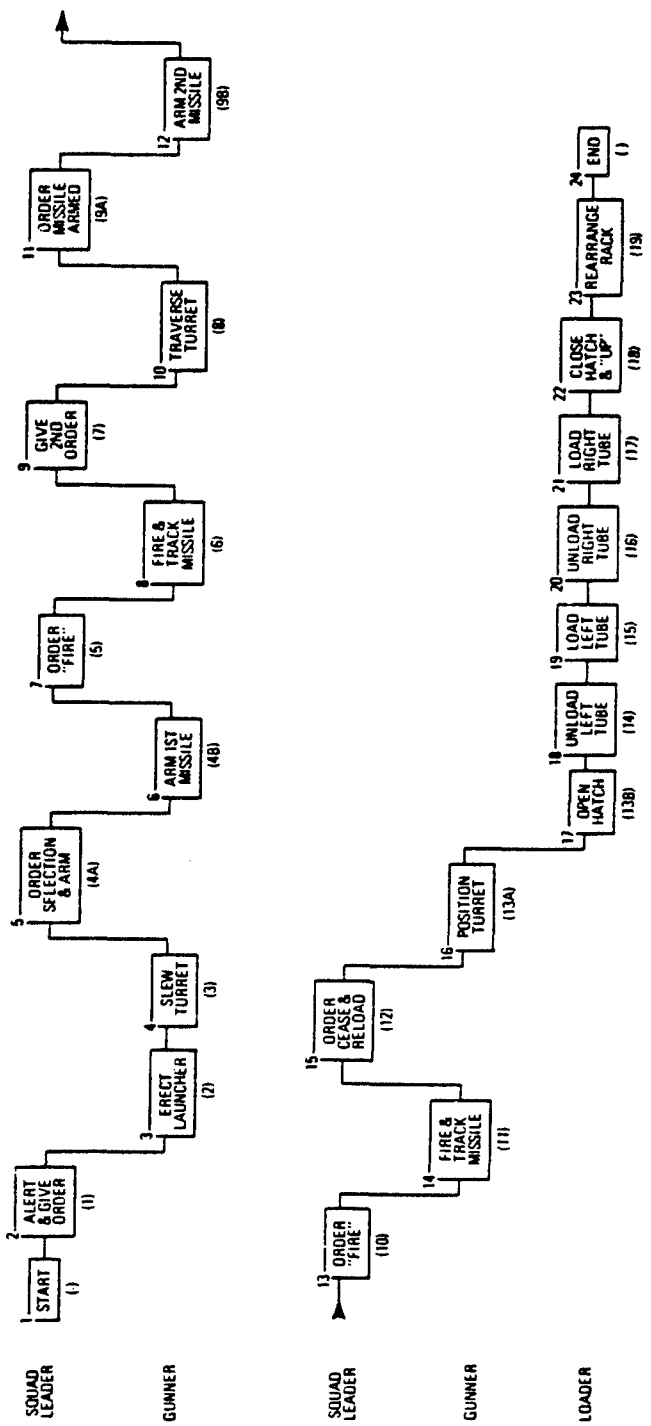 SQUAD
LEADER
GUNNER
1
START
(-)
2
ALERT
& GIVE
ORDER
(1)
3
ERECT
LAUNCHER
(2)
4
SLEW
TURRET
(3)
5
ORDER
SELECTION
& ARM
(4A)
6
ARM 1ST
MISSILE
(4B)
7
ORDER
"FIRE"
(5)
8
FIRE &
TRACK
MISSILE
(6)
9
GIVE
2ND
ORDER
(7)
10
TRAVERSE
TURRET
(8)
11
ORDER
MISSILE
ARMED
(9A)
12
ARM 2ND
MISSILE
(9B)
SQUAD
LEADER
GUNNER
LOADER
13
ORDER
"FIRE"
(10)
14
FIRE &
TRACK
MISSILE
(11)
15
ORDER
CEASE &
RELOAD
(12)
16
POSITION
TURRET
(13A)
17
OPEN
HATCH
(13B)
18
UNLOAD
LEFT
TUBE
(14)
19
LOAD
LEFT
TUBE
(15)
20
UNLOAD
RIGHT
TUBE
(16)
21
LOAD
RIGHT
TUBE
(17)
22
CLOSE
HATCH
& "UP"
(18)
23
REARRANGE
RACK
(19)
24
END
(-)